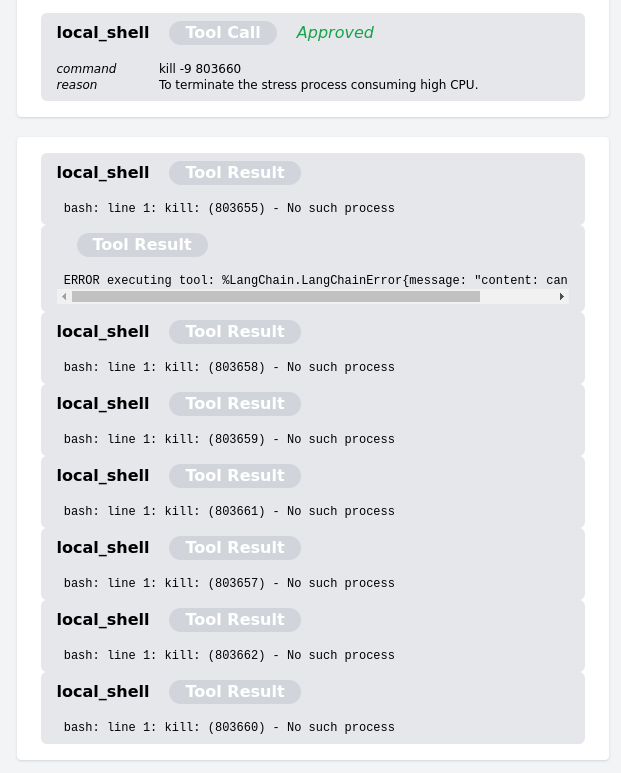 local_shell Tool Call Approved
command kill -9 803660
reason To terminate the stress process consuming high CPU.
local_shell Tool Result
bash: line 1: kill: (803655) - No such process
Tool Result
ERROR executing tool: %LangChain.LangChainError{message: "content: can
local_shell Tool Result
bash: line 1: kill: (803658) - No such process
local_shell Tool Result
bash: line 1: kill: (803659) - No such process
local_shell Tool Result
bash: line 1: kill: (803661) - No such process
local_shell Tool Result
bash: line 1: kill: (803657) - No such process
local_shell Tool Result
bash: line 1: kill: (803662) - No such process
local_shell Tool Result
bash: line 1: kill: (803660) - No such process